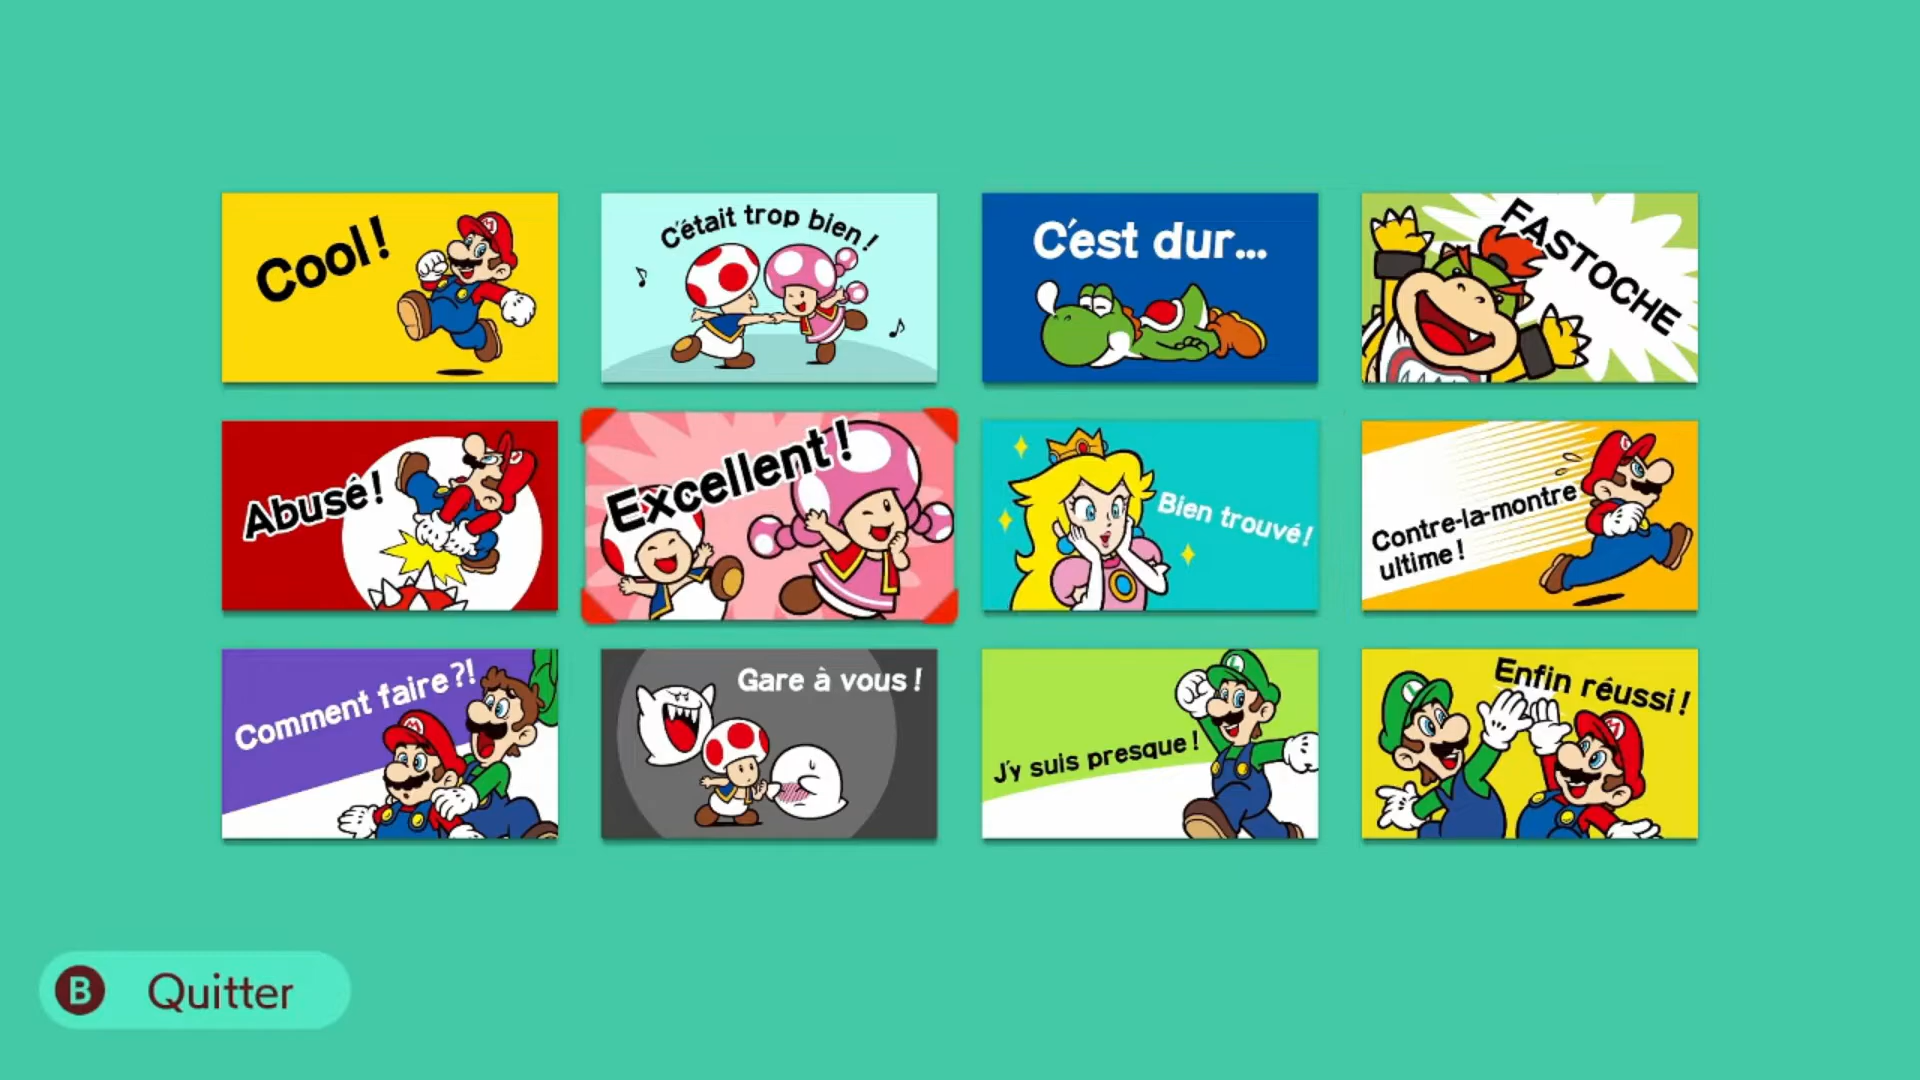 Cool !
C'était trop bien !
C'est dur...
FASTOCHE
Abusé !
Excellent !
Bien trouvé !
Contre-la-montre
ultime !
Comment faire ?!
Gare à vous !
J'y suis presque !
Enfin réussi !
B Quitter